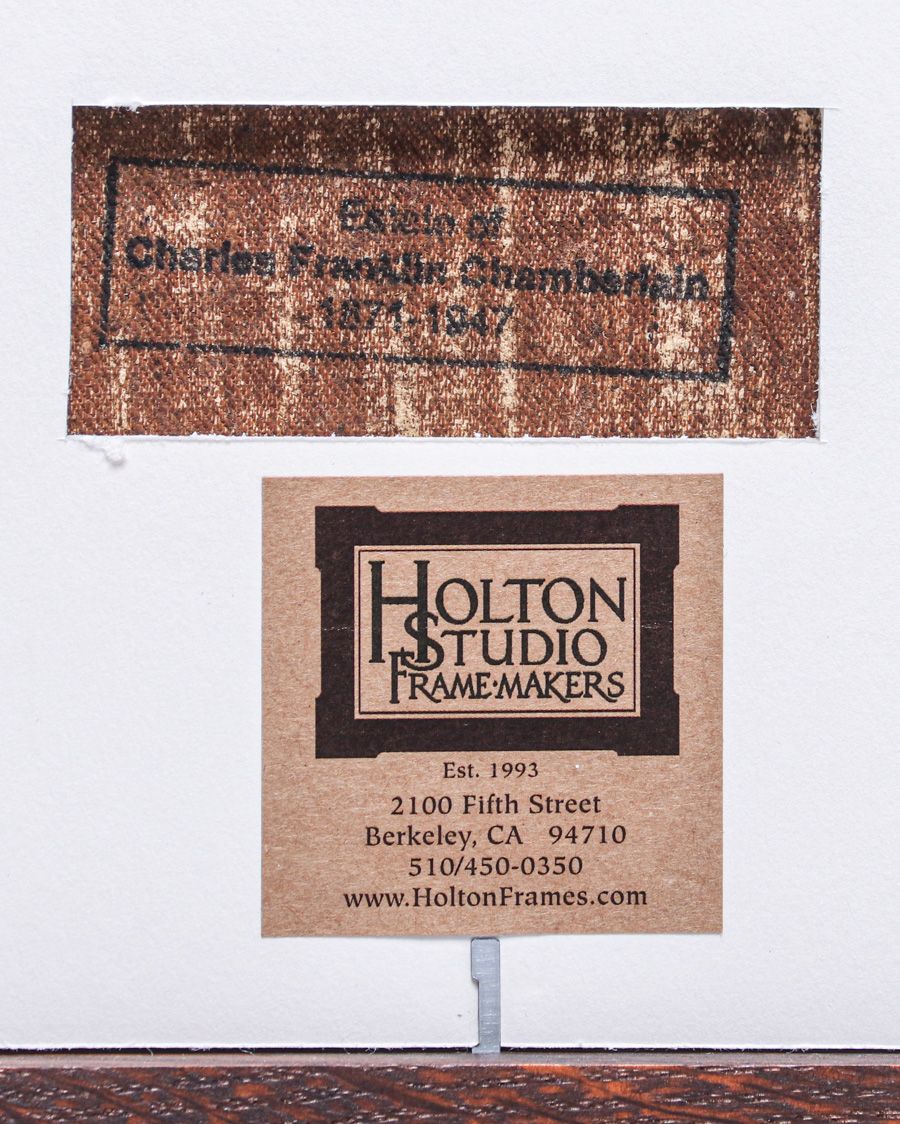 Estate of
Charles Franklin Chamberlain
1871-1947
HOLTON
STUDIO
FRAME·MAKERS
Est. 1993
2100 Fifth Street
Berkeley, CA 94710
510/450-0350
www.HoltonFrames.com